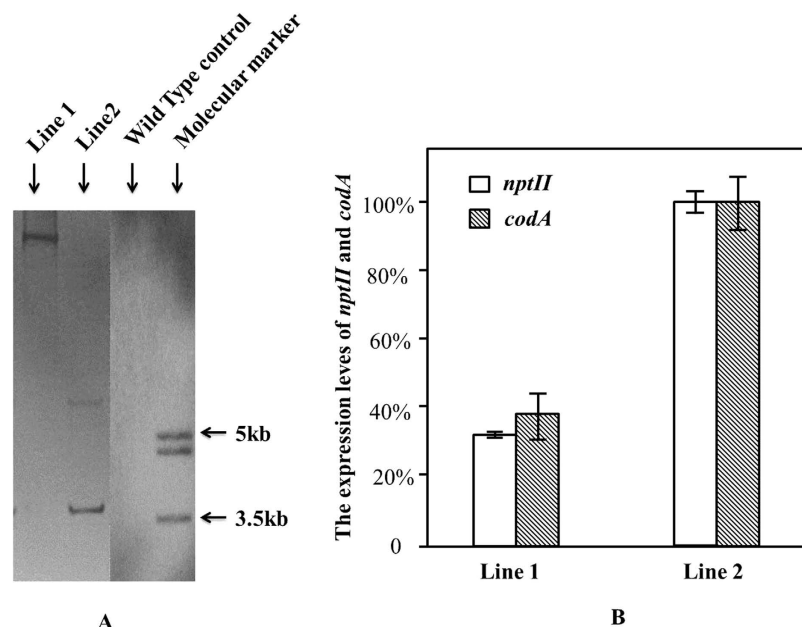 Line 1
Line2
Wild Type control
Molecular marker
5kb
3.5kb
A
The expression leves of nptII and codA
nptII
codA
100%
80%
60%
40%
20%
0
Line 1
Line 2
B